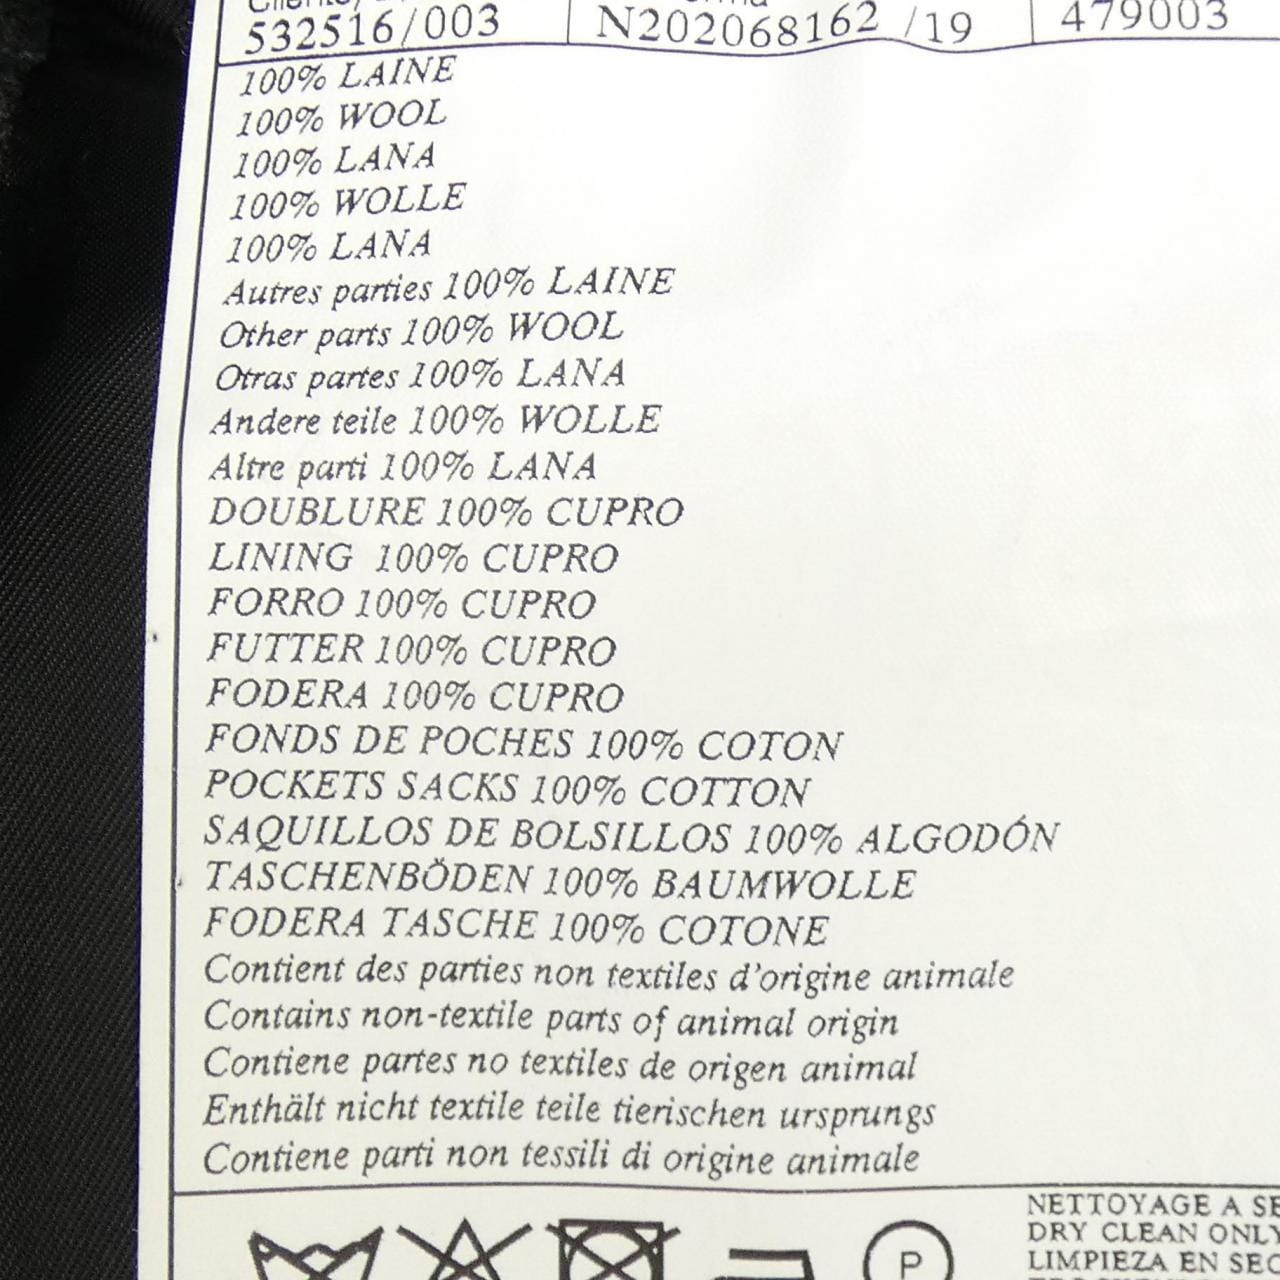 532516/003 N202068162 /19 479003
100% LAINE
100% WOOL
100% LANA
100% WOLLE
100% LANA
Autres parties 100% LAINE
Other parts 100% WOOL
Otras partes 100% LANA
Andere teile 100% WOLLE
Altre parti 100% LANA
DOUBLURE 100% CUPRO
LINING 100% CUPRO
FORRO 100% CUPRO
FUTTER 100% CUPRO
FODERA 100% CUPRO
FONDS DE POCHES 100% COTON
POCKETS SACKS 100% COTTON
SAQUILLOS DE BOLSILLOS 100% ALGODÓN
TASCHENBÖDEN 100% BAUMWOLLE
FODERA TASCHE 100% COTONE
Contient des parties non textiles d'origine animale
Contains non-textile parts of animal origin
Contiene partes no textiles de origen animal
Enthält nicht textile teile tierischen ursprungs
Contiene parti non tessili di origine animale
NETTOYAGE A SE
DRY CLEAN ONLY
LIMPIEZA EN SEC
P